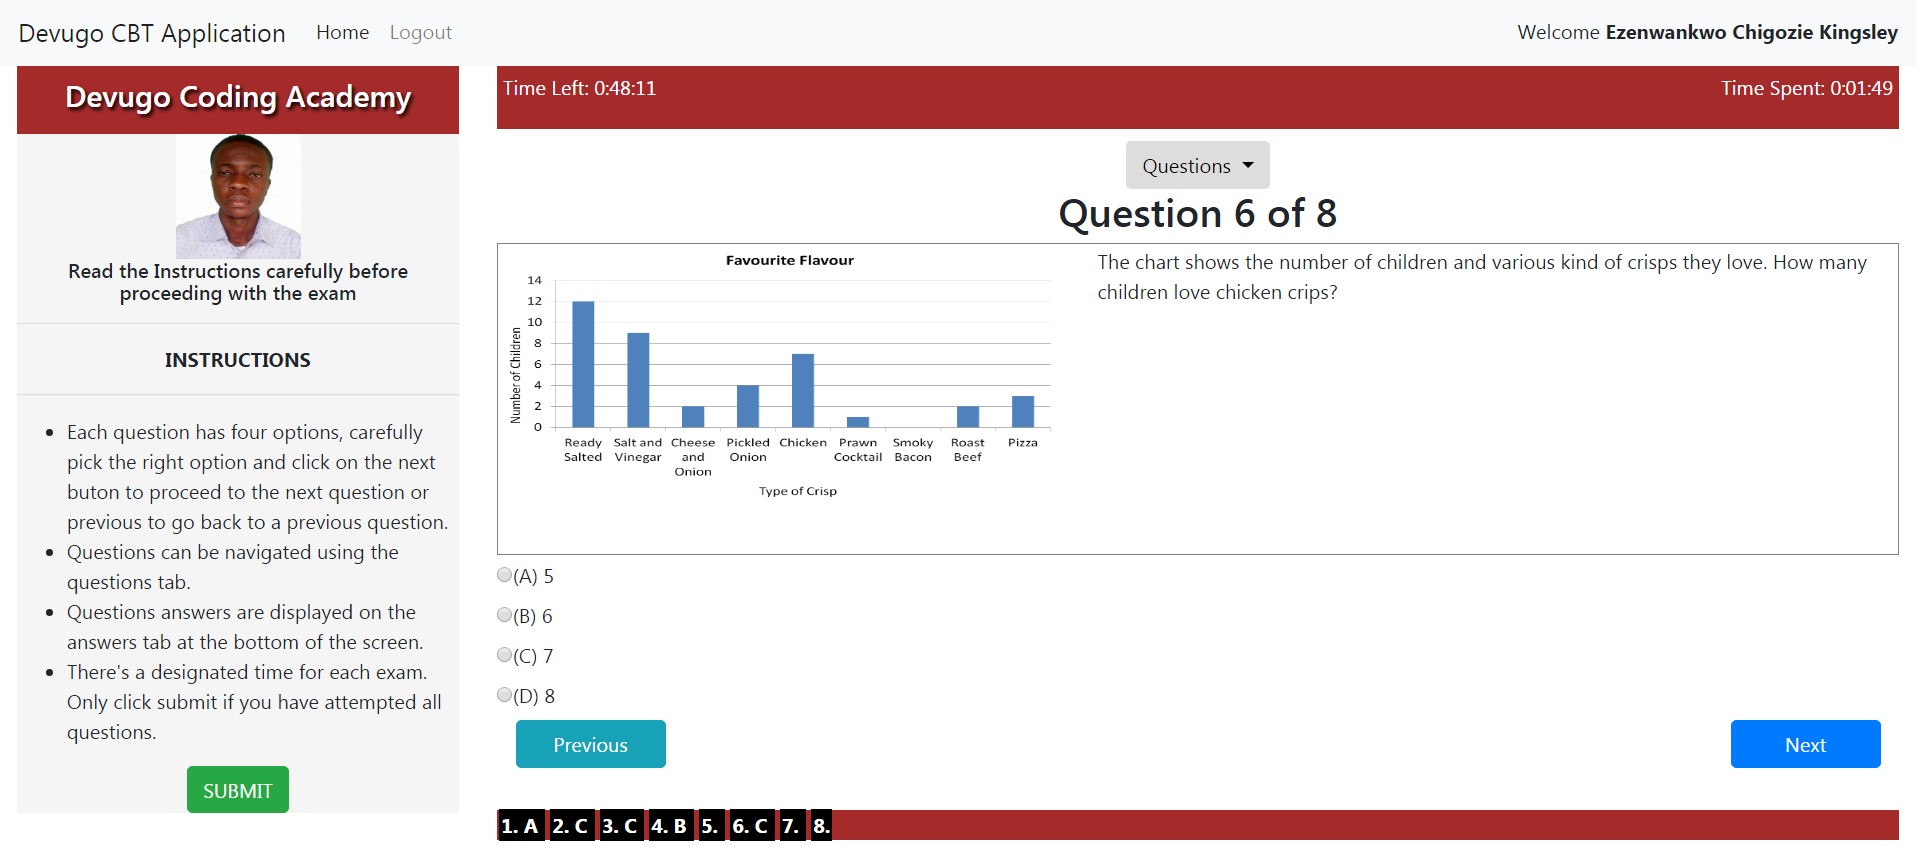 Devugo CBT Application Home Logout Welcome Ezenwankwo Chigozie Kingsley
Devugo Coding Academy
Read the Instructions carefully before
proceeding with the exam
INSTRUCTIONS
Each question has four options, carefully
pick the right option and click on the next
buton to proceed to the next question or
previous to go back to a previous question.
Questions can be navigated using the
questions tab.
Questions answers are displayed on the
answers tab at the bottom of the screen.
There's a designated time for each exam.
Only click submit if you have attempted all
questions.
SUBMIT
Time Left: 0:48:11 Time Spent: 0:01:49
Questions
Question 6 of 8
Favourite Flavour
14
12
10
8
6
4
2
0
Number of Children
Ready Salted
Salt and Vinegar
Cheese and Onion
Pickled Onion
Chicken
Prawn Cocktail
Smoky Bacon
Roast Beef
Pizza
Type of Crisp
The chart shows the number of children and various kind of crisps they love. How many
children love chicken crips?
(A) 5
(B) 6
(C) 7
(D) 8
Previous Next
1. A 2. C 3. C 4. B 5. 6. C 7. 8.